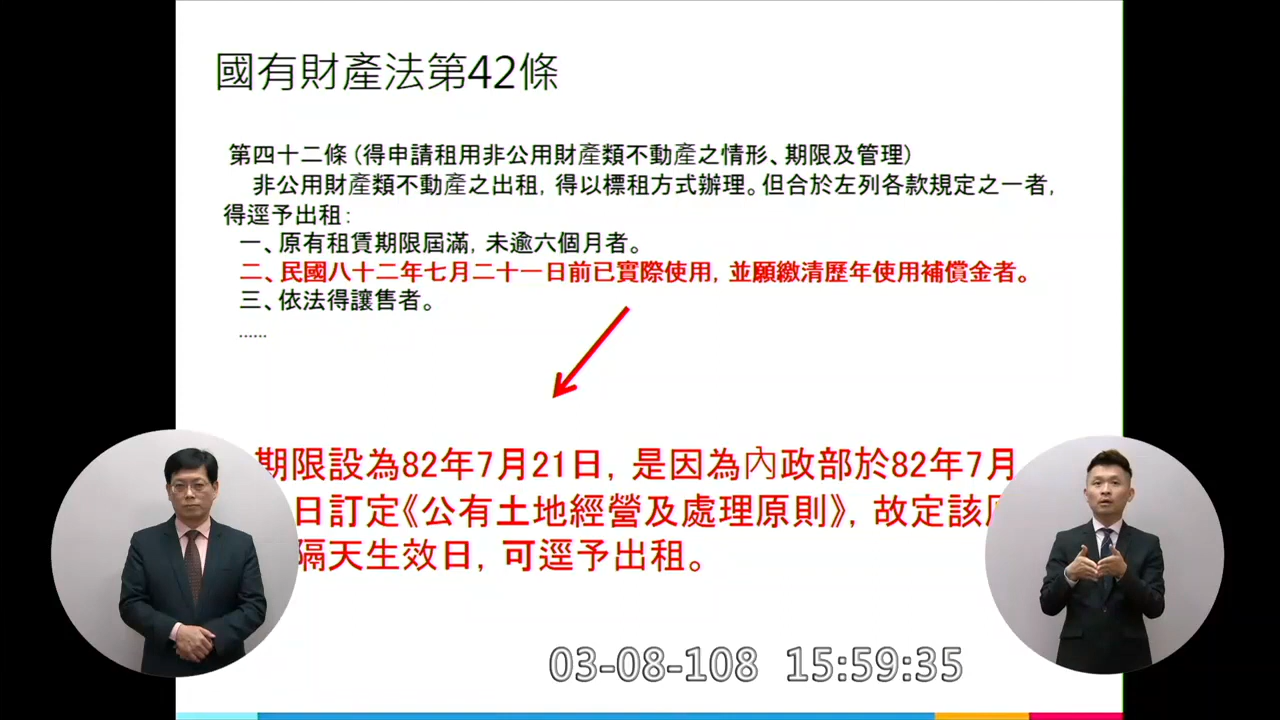 國有財產法第42條
第四十二條(得申請租用非公用財產類不動產之情形、期限及管理)
非公用財產類不動產之出租, 得以標租方式辦理。但合於左列各款規定之一者,
得逕予出租:
一、原有租賃期限屆滿, 未逾六個月者。
二、民國八十二年七月二十一日前已實際使用, 並願繳清歷年使用補償金者。
三、依法得讓售者。
......
期限設為82年7月21日, 是因為內政部於82年7月
日訂定《公有土地經營及處理原則》, 故定該
隔天生效日, 可逕予出租。
03-08-108 15:59:35